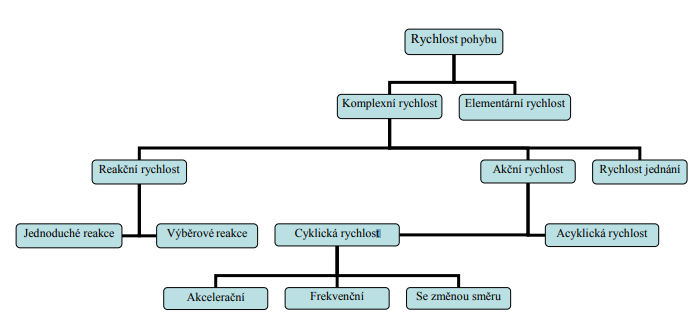 Rychlost pohybu
Komplexní rychlost
Elementární rychlost
Reakční rychlost
Akční rychlost
Rychlost jednání
Jednoduché reakce
Výběrové reakce
Cyklická rychlost
Acyklická rychlost
Akcelerační
Frekvenční
Se změnou směru